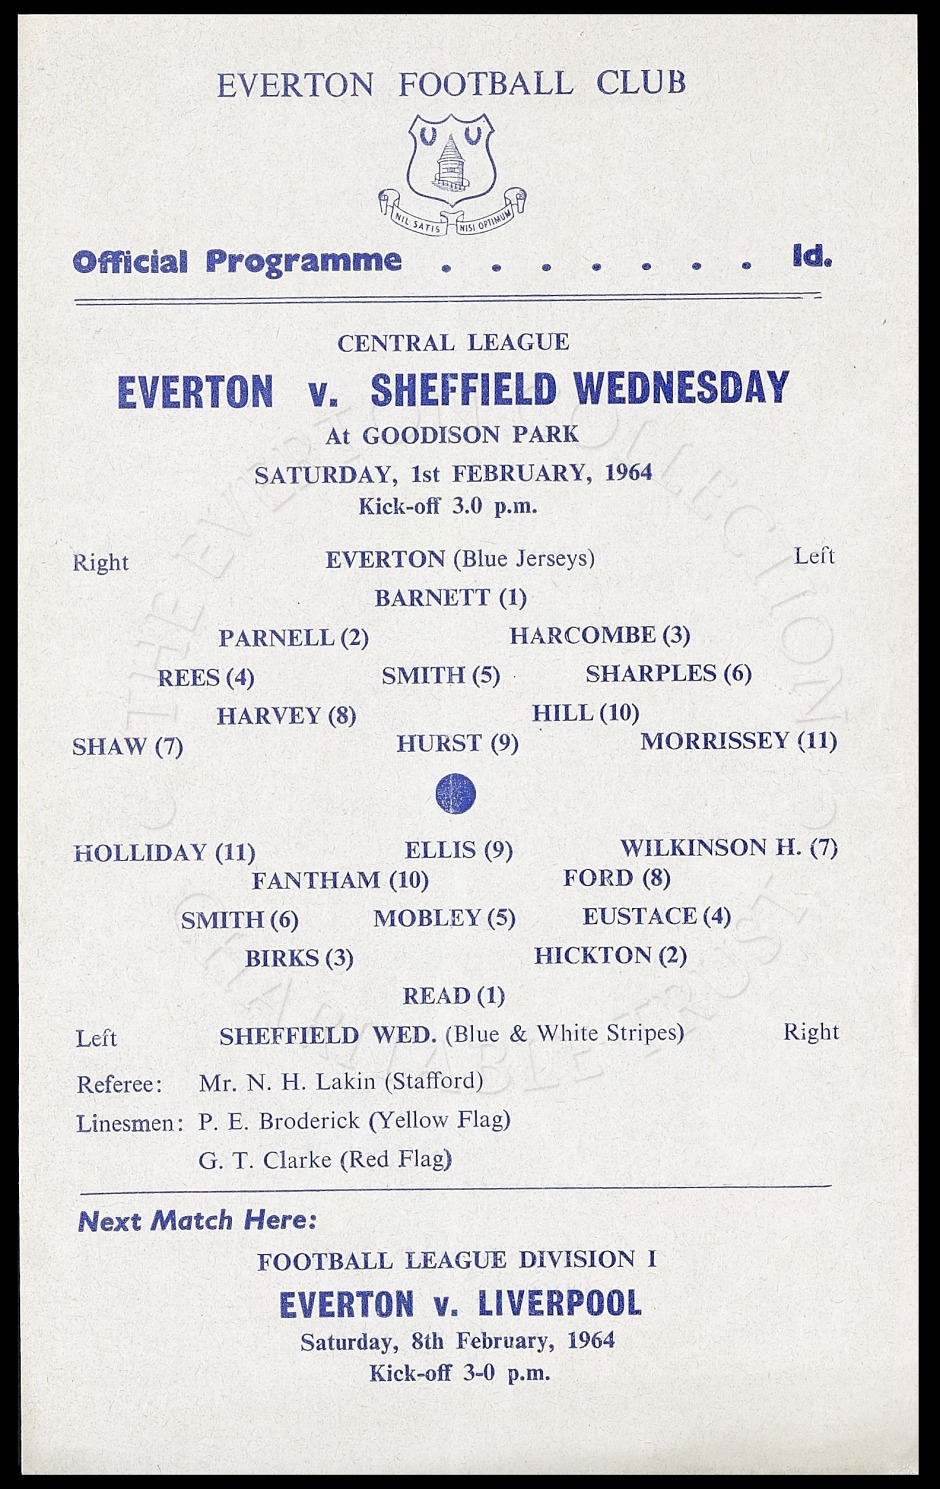 EVERTON FOOTBALL CLUB
NIL SATIS NISI OPTIMUM
Official Programme . . . . . . . 1d.
CENTRAL LEAGUE
EVERTON v. SHEFFIELD WEDNESDAY
At GOODISON PARK
SATURDAY, 1st FEBRUARY, 1964
Kick-off 3.0 p.m.
Right EVERTON (Blue Jerseys) Left
BARNETT (1)
PARNELL (2) HARCOMBE (3)
REES (4) SMITH (5) SHARPLES (6)
HARVEY (8) HILL (10)
SHAW (7) HURST (9) MORRISSEY (11)
HOLLIDAY (11) ELLIS (9) WILKINSON H. (7)
FANTHAM (10) FORD (8)
SMITH (6) MOBLEY (5) EUSTACE (4)
BIRKS (3) HICKTON (2)
READ (1)
Left SHEFFIELD WED. (Blue & White Stripes) Right
Referee: Mr. N. H. Lakin (Stafford)
Linesmen: P. E. Broderick (Yellow Flag)
G. T. Clarke (Red Flag)
Next Match Here:
FOOTBALL LEAGUE DIVISION I
EVERTON v. LIVERPOOL
Saturday, 8th February, 1964
Kick-off 3-0 p.m.
THE EVERTON COLLECTION
CHARITABLE TRUST